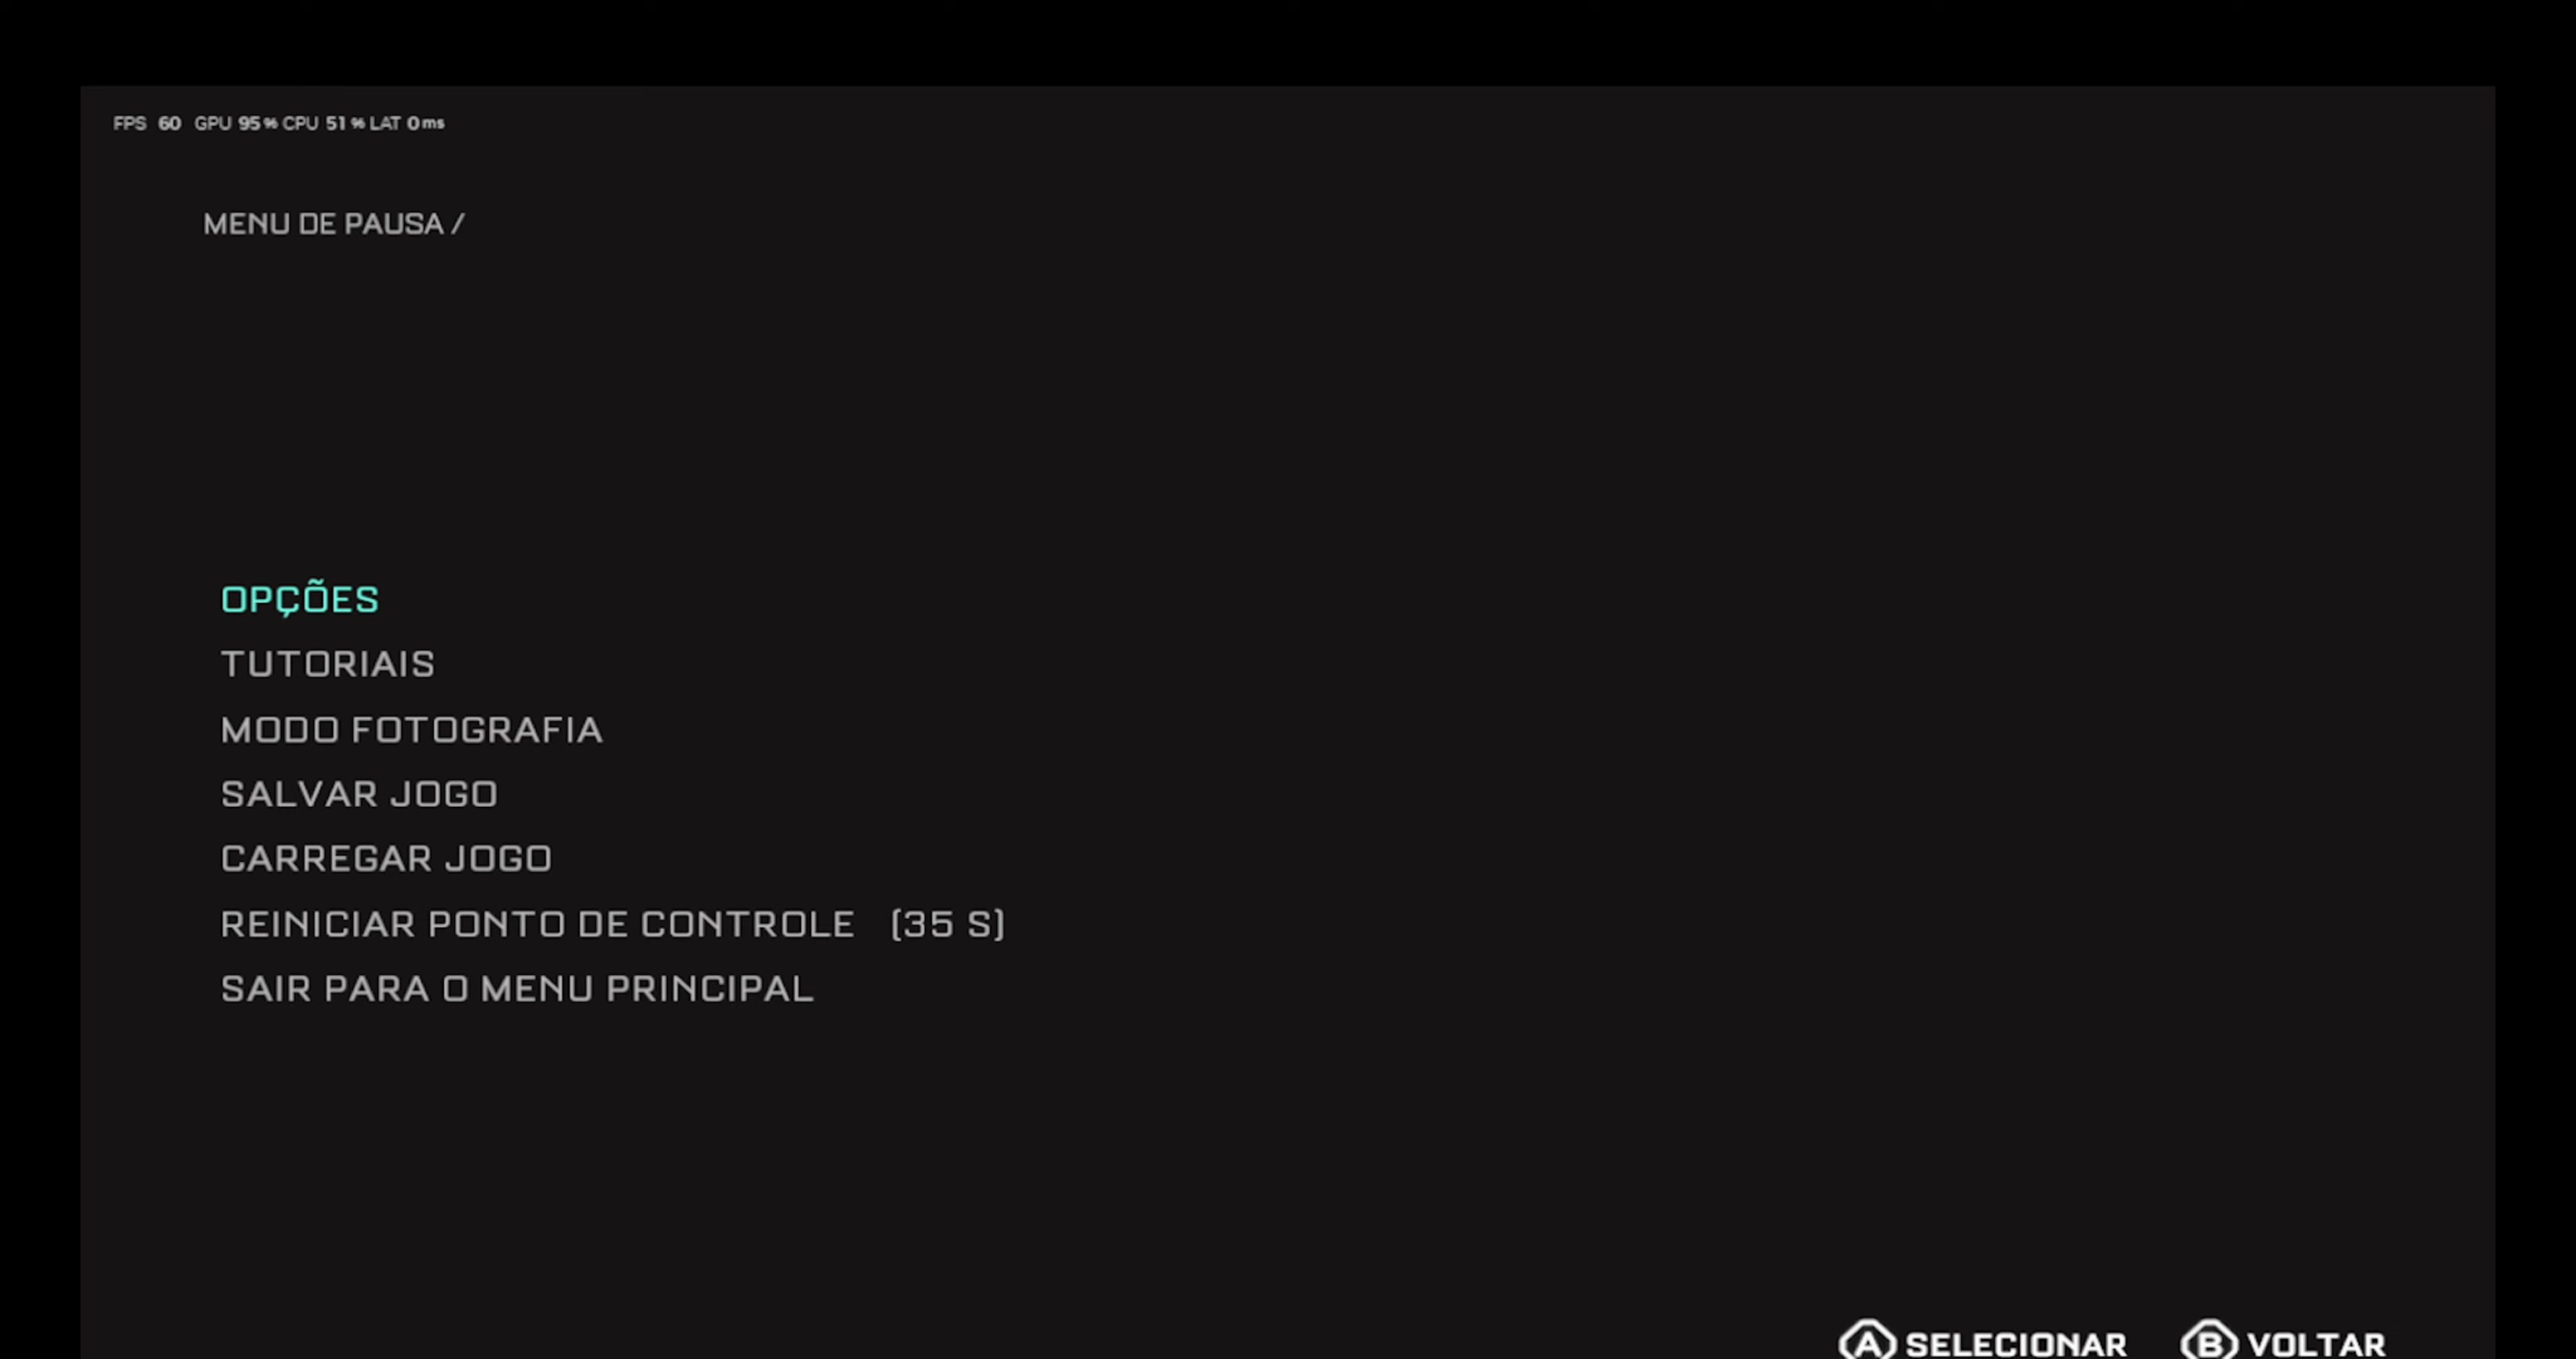 FPS 60 GPU 95 % CPU 51 % LAT 0 ms
MENU DE PAUSA /
OPÇÕES
TUTORIAIS
MODO FOTOGRAFIA
SALVAR JOGO
CARREGAR JOGO
REINICIAR PONTO DE CONTROLE (35 S)
SAIR PARA O MENU PRINCIPAL
A SELECIONAR B VOLTAR